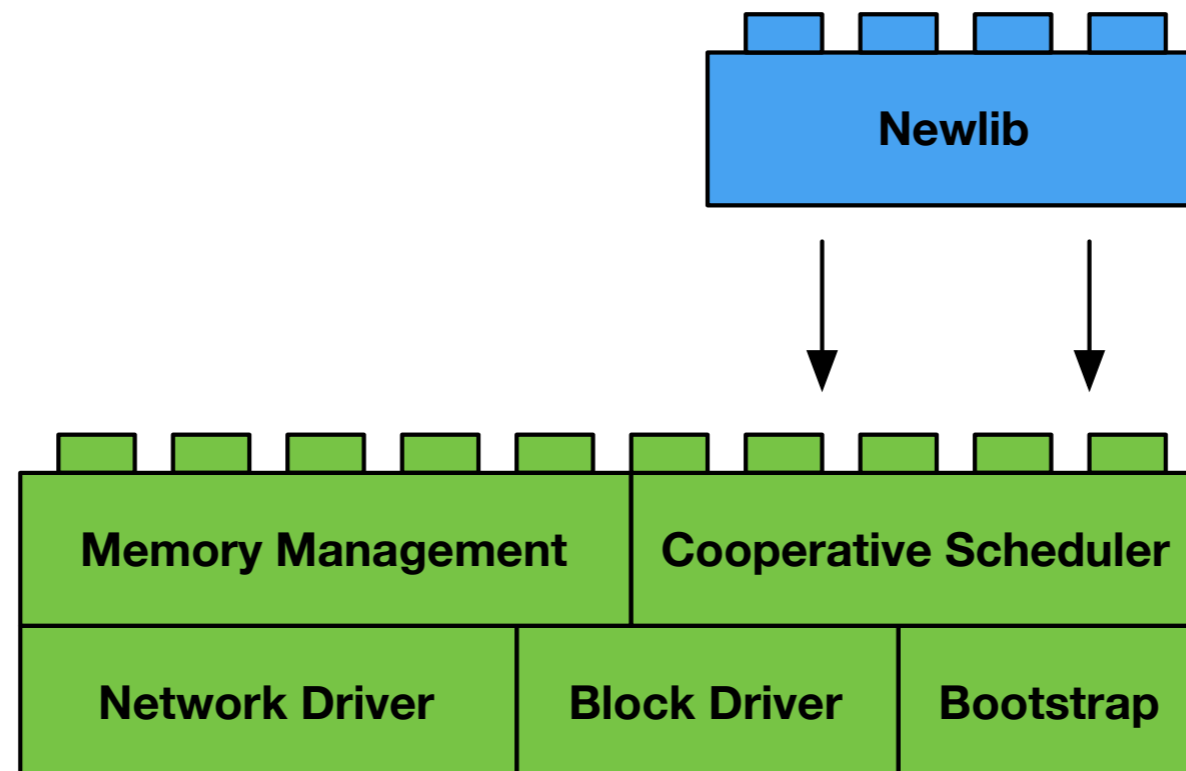 Newlib
Memory Management
Cooperative Scheduler
Network Driver
Block Driver
Bootstrap